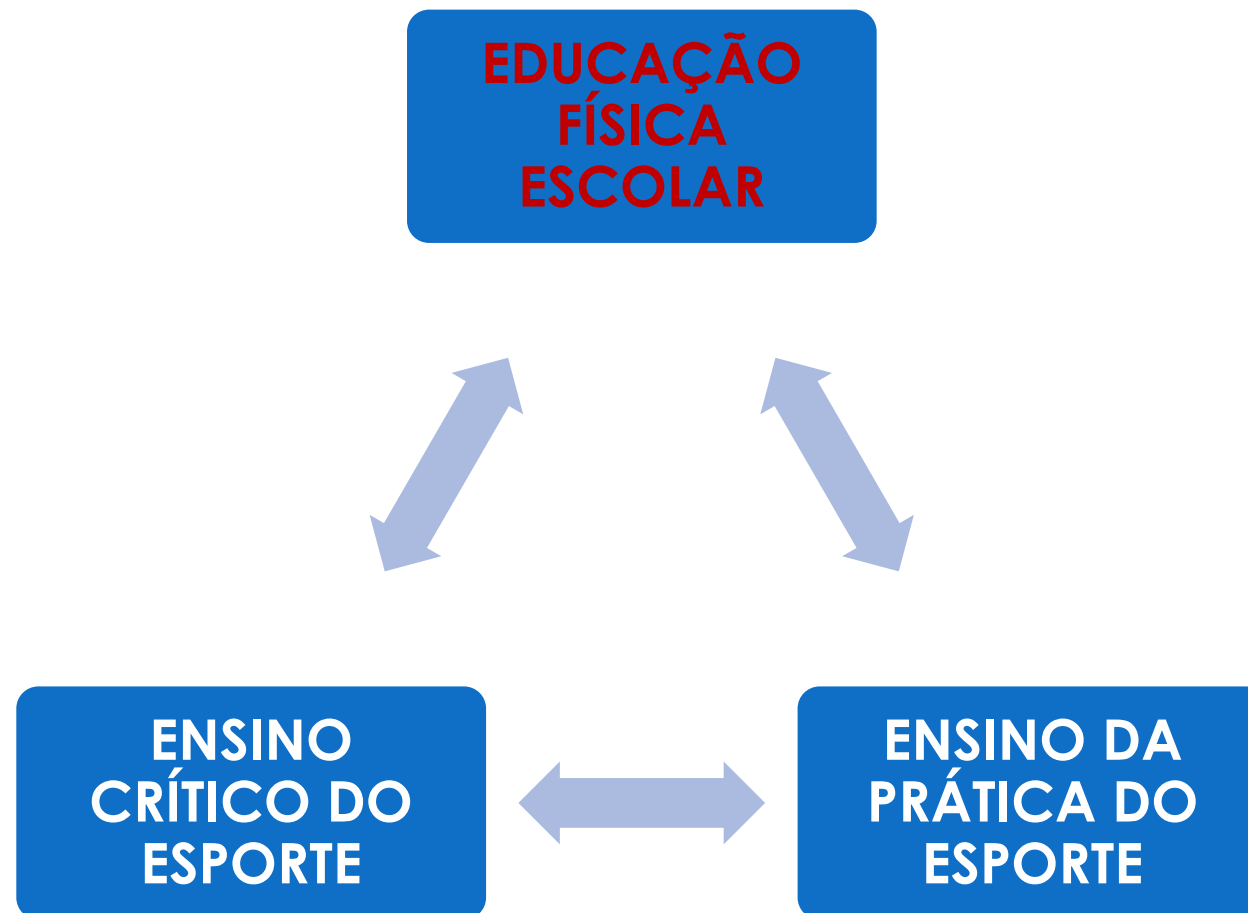 EDUCAÇÃO
FÍSICA
ESCOLAR
ENSINO
CRÍTICO DO
ESPORTE
ENSINO DA
PRÁTICA DO
ESPORTE